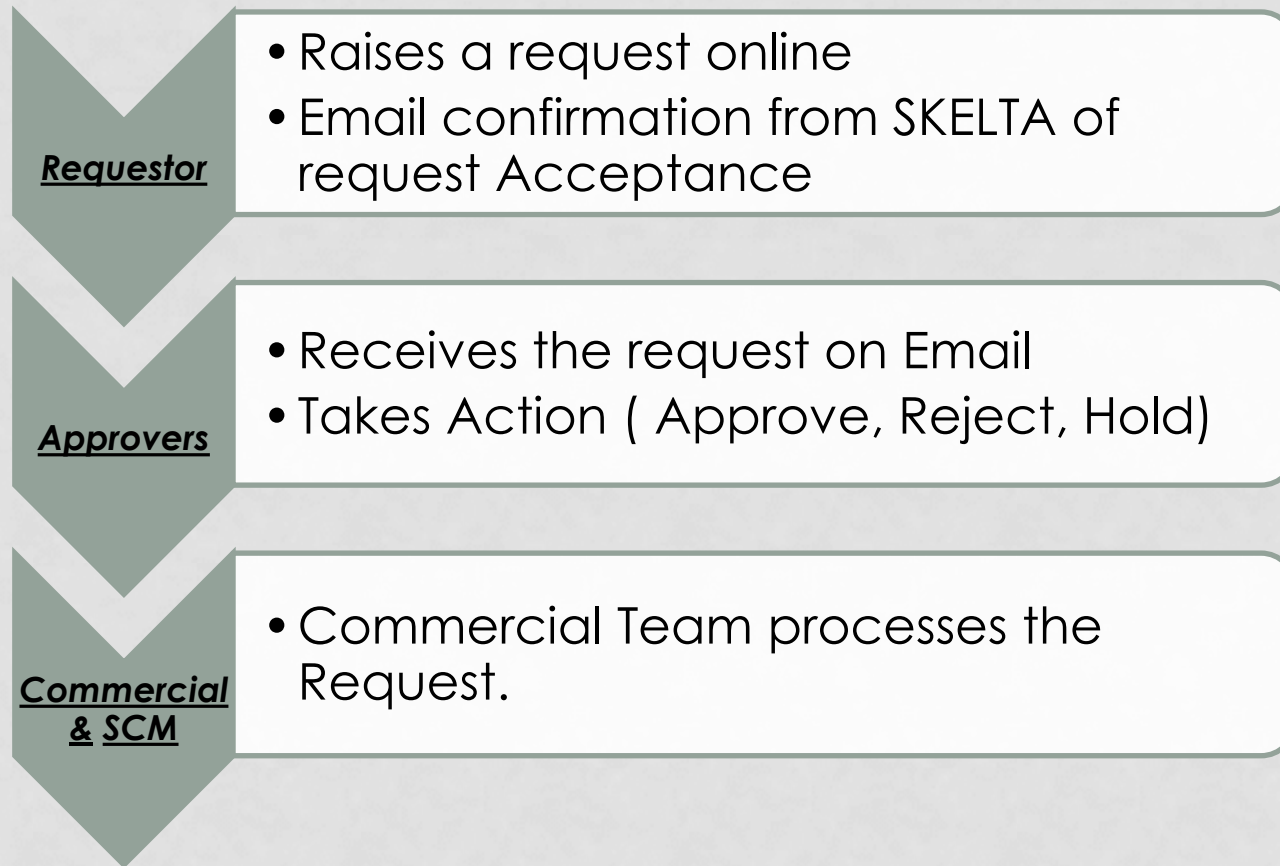 Requestor
• Raises a request online
• Email confirmation from SKELTA of
request Acceptance
Approvers
• Receives the request on Email
• Takes Action ( Approve, Reject, Hold)
Commercial
& SCM
• Commercial Team processes the
Request.